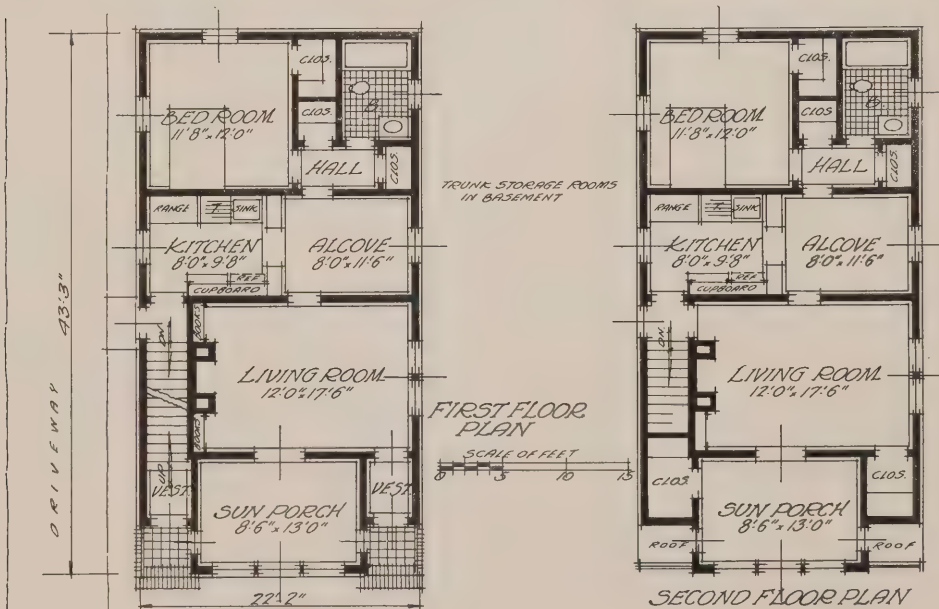 CLOS.
CLOS.
B.
BED ROOM
11'8" x 12'0"
HALL
CLOS.
RANGE
T.
SINK
KITCHEN
8'0" x 9'8"
ALCOVE
8'0" x 11'6"
REF.
CUPBOARD
DN.
BOOKS
LIVING ROOM
12'0" x 17'6"
BOOKS
UP
VEST.
VEST.
SUN PORCH
8'6" x 13'0"
22'2"
43'3"
DRIVEWAY
TRUNK STORAGE ROOMS
IN BASEMENT
FIRST FLOOR
PLAN
SCALE OF FEET
0 5 10 15
CLOS.
CLOS.
B.
BED ROOM
11'8" x 12'0"
HALL
CLOS.
RANGE
T.
SINK
KITCHEN
8'0" x 9'8"
ALCOVE
8'0" x 11'6"
REF.
CUPBOARD
DN.
LIVING ROOM
12'0" x 17'6"
CLOS.
CLOS.
SUN PORCH
8'6" x 13'0"
ROOF
ROOF
SECOND FLOOR PLAN